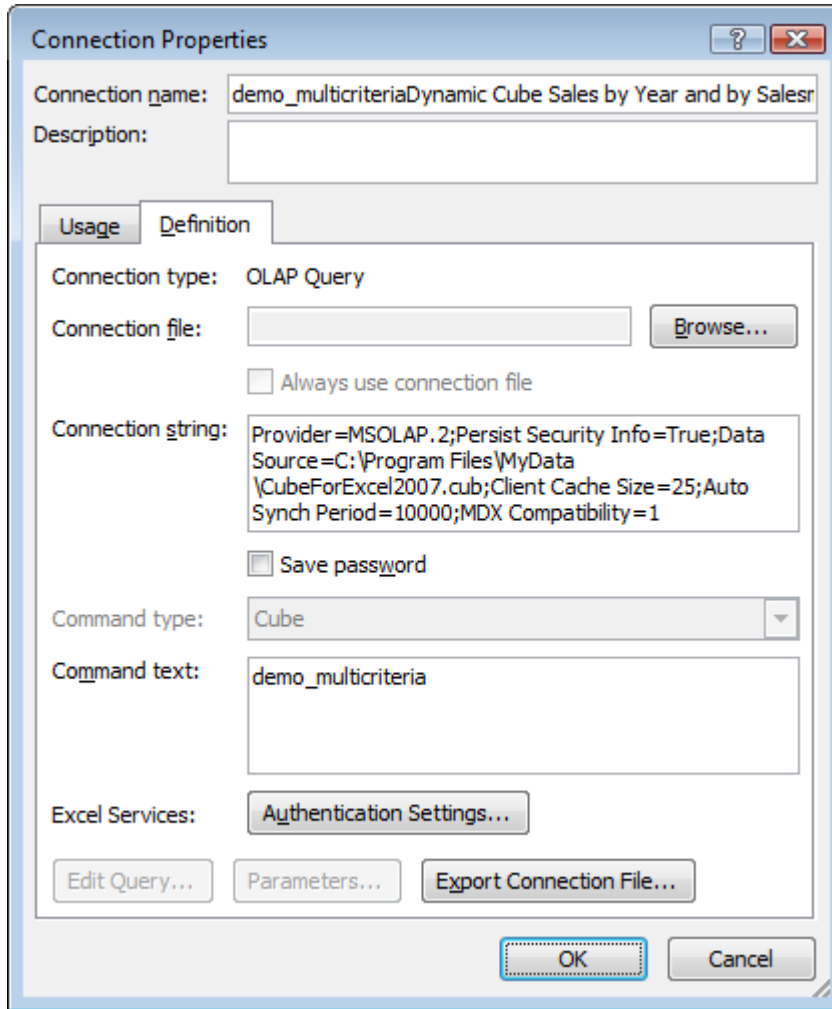 Connection Properties
Connection name: demo_multicriteriaDynamic Cube Sales by Year and by
Description:
Usage Definition
Connection type: OLAP Query
Connection file: Browse...
Always use connection file
Connection string: Provider=MSOLAP.2;Persist Security Info=True;Data
Source=C:\Program Files\MyData
\CubeForExcel2007.cub;Client Cache Size=25;Auto
Synch Period=10000;MDX Compatibility=1
Save password
Command type: Cube
Command text: demo_multicriteria
Excel Services: Authentication Settings...
Edit Query... Parameters... Export Connection File...
OK Cancel